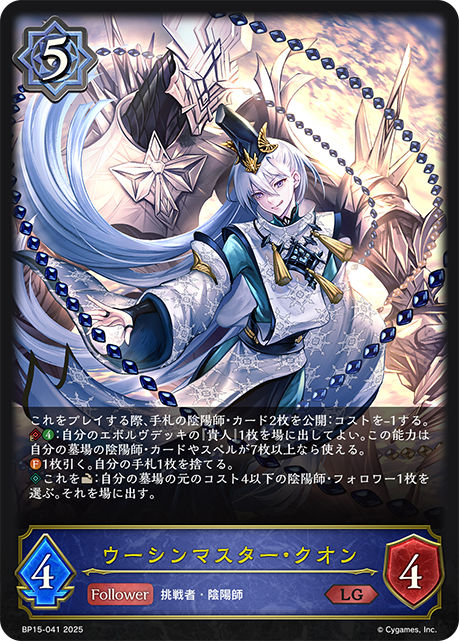 5
これをプレイする際、手札の陰陽師・カード2枚を公開：コストを-1する。
4：自分のエボルヴデッキの『貴人』1枚を場に出してよい。この能力は
自分の墓場の陰陽師・カードやスペルが7枚以上なら使える。
1枚引く。自分の手札1枚を捨てる。
これを：自分の墓場の元のコスト4以下の陰陽師・フォロワー1枚を
選ぶ。それを場に出す。
ウーシンマスター・クオン
4
Follower 挑戦者・陰陽師 LG
4
BP15-041 2025 © Cygames, Inc.